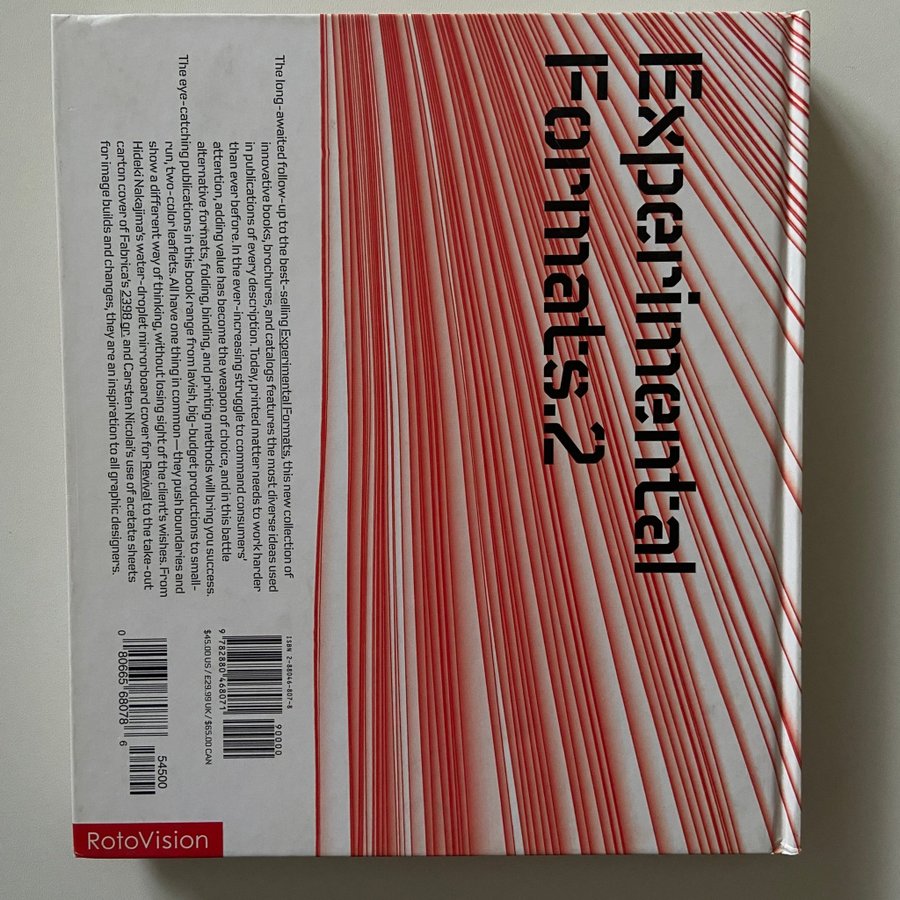 Experimental
Formats.2
The long-awaited follow-up to the best-selling Experimental Formats, this new collection of
innovative books, brochures, and catalogs features the most diverse ideas used
in publications of every description. Today, printed matter needs to work harder
than ever before. In the ever-increasing struggle to command consumers'
attention, adding value has become the weapon of choice, and in this battle
alternative formats, folding, binding, and printing methods will bring you success.
The eye-catching publications in this book range from lavish, big-budget productions to small-
run, two-color leaflets. All have one thing in common—they push boundaries and
show a different way of thinking, without losing sight of the client's wishes. From
Hideki Nakajima's water-droplet mirrorboard cover for Revival to the take-out
carton cover of Fabrica's 2398 gr. and Carsten Nicolai's use of acetate sheets
for image builds and changes, they are an inspiration to all graphic designers.
ISBN 2-88046-807-8
90000
9 782880 468071
$45.00 US / £29.99 UK / $65.00 CAN
54500
0 80665 68078 6
RotoVision